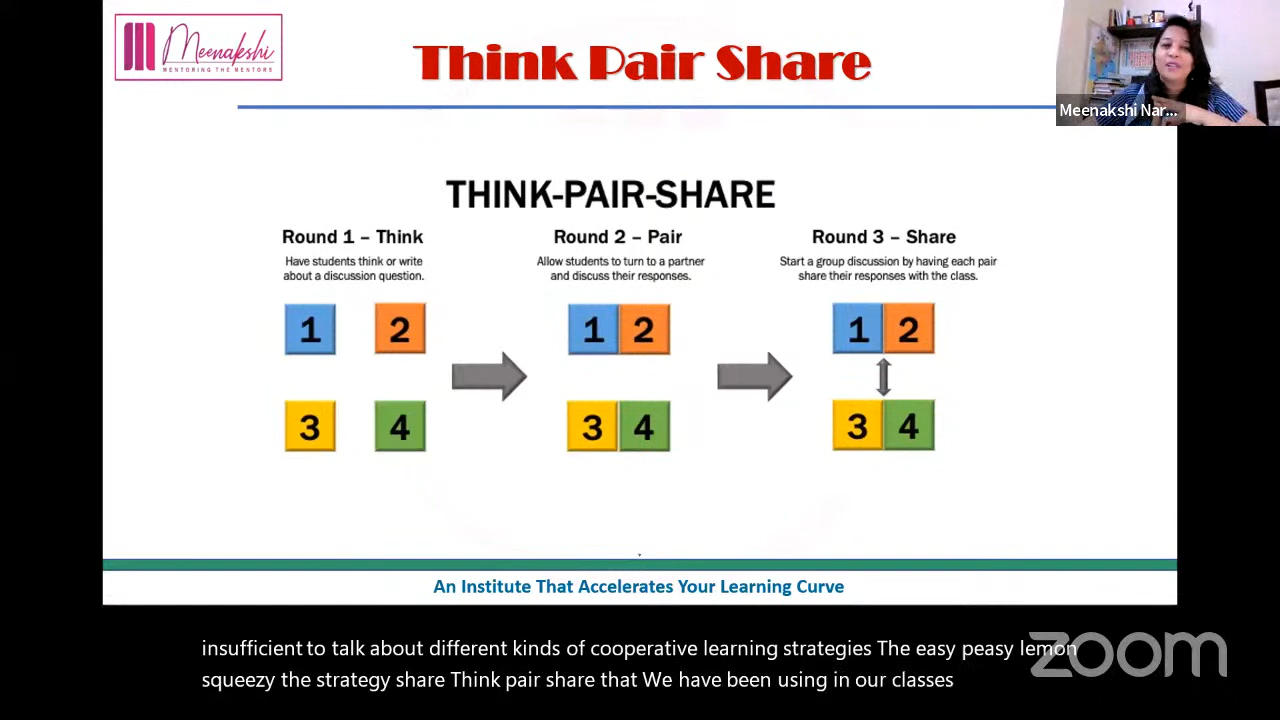 Meenakshi
MENTORING THE MENTORS
Think Pair Share
Meenakshi Nar...
THINK-PAIR-SHARE
Round 1 – Think
Have students think or write
about a discussion question.
Round 2 – Pair
Allow students to turn to a partner
and discuss their responses.
Round 3 – Share
Start a group discussion by having each pair
share their responses with the class.
1 2
1 2
1 2
3 4
3 4
3 4
An Institute That Accelerates Your Learning Curve
insufficient to talk about different kinds of cooperative learning strategies The easy peasy lemon
squeezy the strategy share Think pair share that We have been using in our classes
zoom